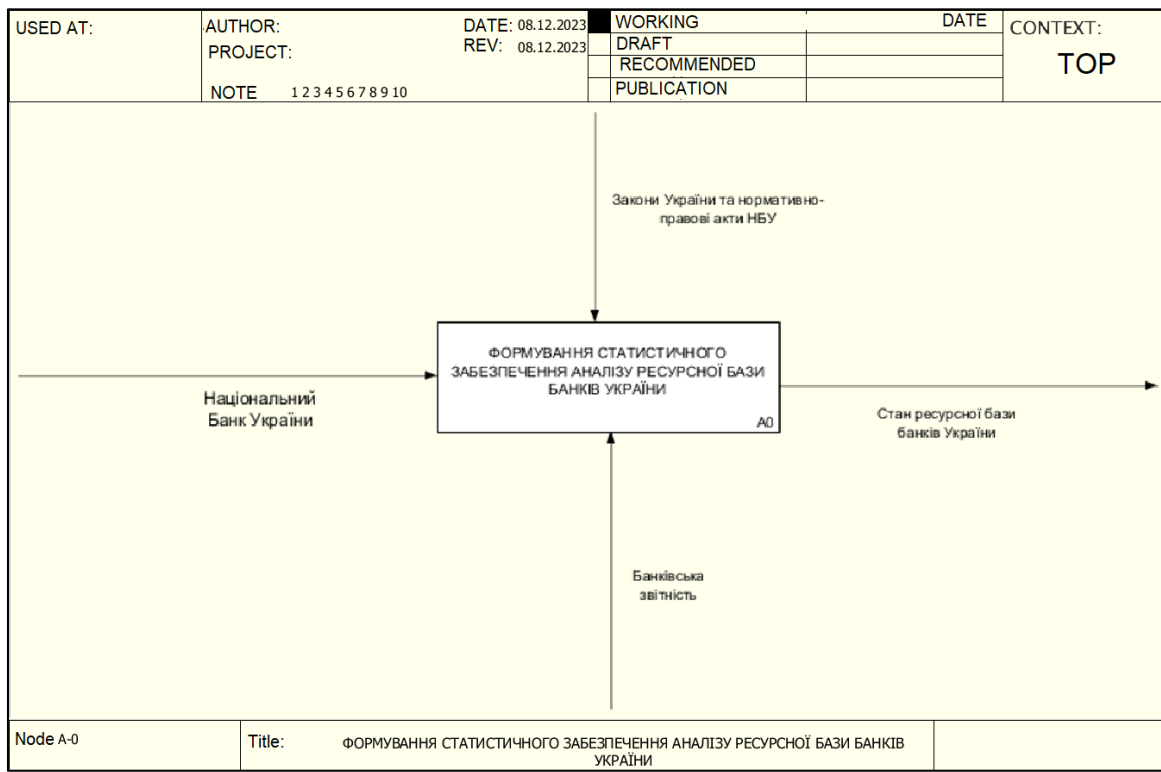 USED AT:
AUTHOR:
DATE: 08.12.2023
WORKING
DATE
CONTEXT:
PROJECT:
REV: 08.12.2023
DRAFT
RECOMMENDED
TOP
NOTE 1 2 3 4 5 6 7 8 9 10
PUBLICATION
Закони України та нормативно-
правові акти НБУ
ФОРМУВАННЯ СТАТИСТИЧНОГО
ЗАБЕЗПЕЧЕННЯ АНАЛІЗУ РЕСУРСНОЇ БАЗИ
БАНКІВ УКРАЇНИ
A0
Національний
Банк України
Стан ресурсної бази
банків України
Банківська
звітність
Node A-0
Title:
ФОРМУВАННЯ СТАТИСТИЧНОГО ЗАБЕЗПЕЧЕННЯ АНАЛІЗУ РЕСУРСНОЇ БАЗИ БАНКІВ
УКРАЇНИ